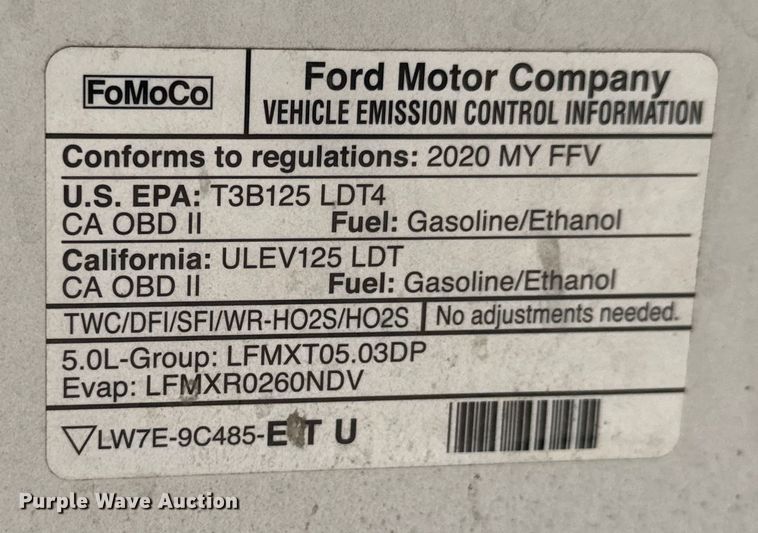 FoMoCo
Ford Motor Company
VEHICLE EMISSION CONTROL INFORMATION
Conforms to regulations: 2020 MY FFV
U.S. EPA: T3B125 LDT4
CA OBD II Fuel: Gasoline/Ethanol
California: ULEV125 LDT
CA OBD II Fuel: Gasoline/Ethanol
TWC/DFI/SFI/WR-HO2S/HO2S No adjustments needed.
5.0L-Group: LFMXT05.03DP
Evap: LFMXR0260NDV
LW7E-9C485-E T U
Purple Wave Auction